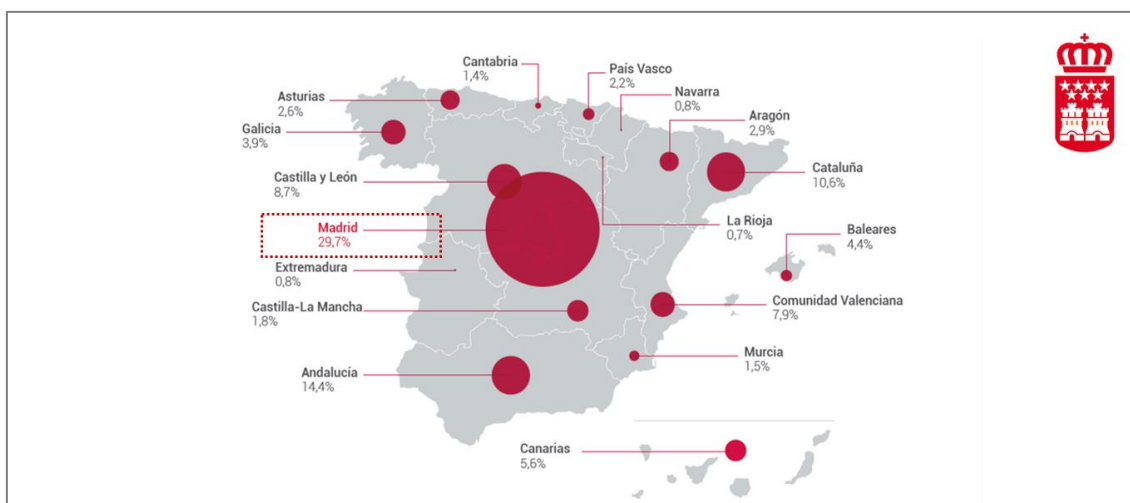 Cantabria
1,4%
País Vasco
2,2%
Navarra
0,8%
Asturias
2,6%
Aragón
2,9%
Galicia
3,9%
Cataluña
10,6%
Castilla y León
8,7%
La Rioja
0,7%
Madrid
29,7%
Baleares
4,4%
Extremadura
0,8%
Comunidad Valenciana
7,9%
Castilla-La Mancha
1,8%
Murcia
1,5%
Andalucía
14,4%
Canarias
5,6%